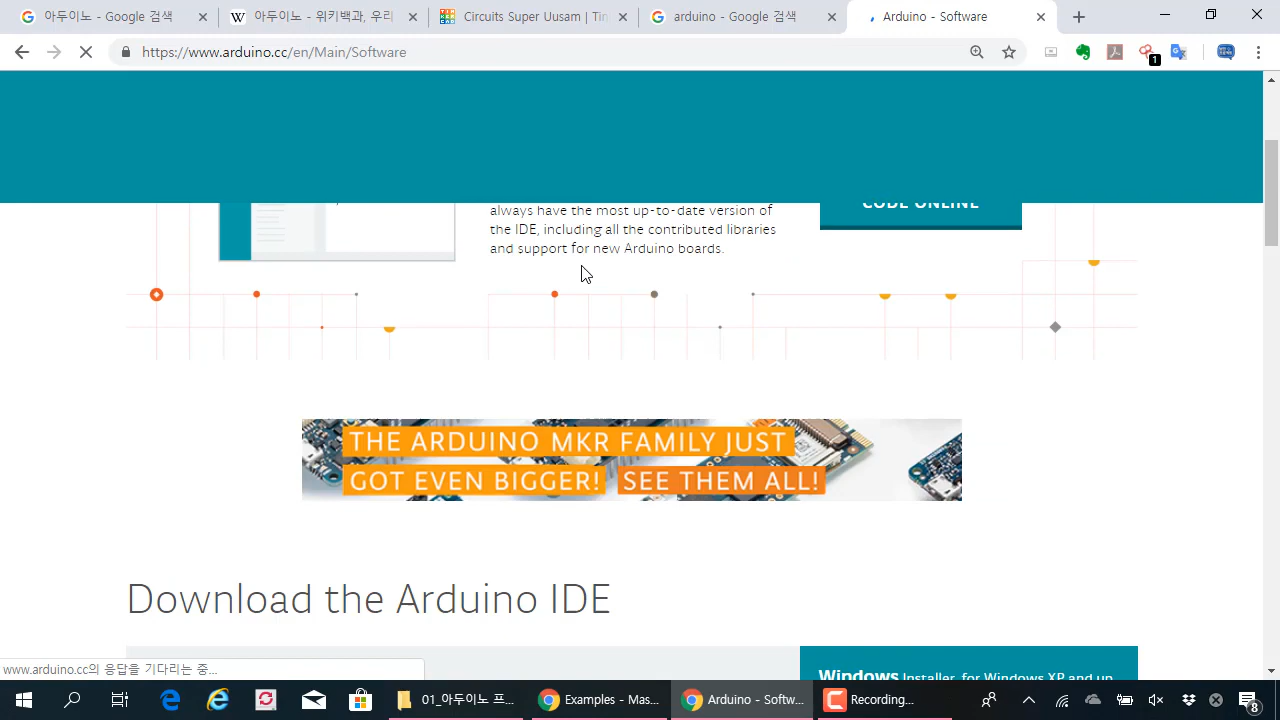 아두이노 - Google 검색
아두이노 - 위키백과, 우리
Circuits Super Uusam | Tin
arduino - Google 검색
Arduino - Software
https://www.arduino.cc/en/Main/Software
1
always have the most up-to-date version of
the IDE, including all the contributed libraries
and support for new Arduino boards.
CODE ONLINE
THE ARDUINO MKR FAMILY JUST
GOT EVEN BIGGER! SEE THEM ALL!
Download the Arduino IDE
Windows Installer, for Windows XP and up
www.arduino.cc의 응답을 기다리는 중...
01_아두이노 프...
Examples - Mas...
Arduino - Softw...
Recording...
8